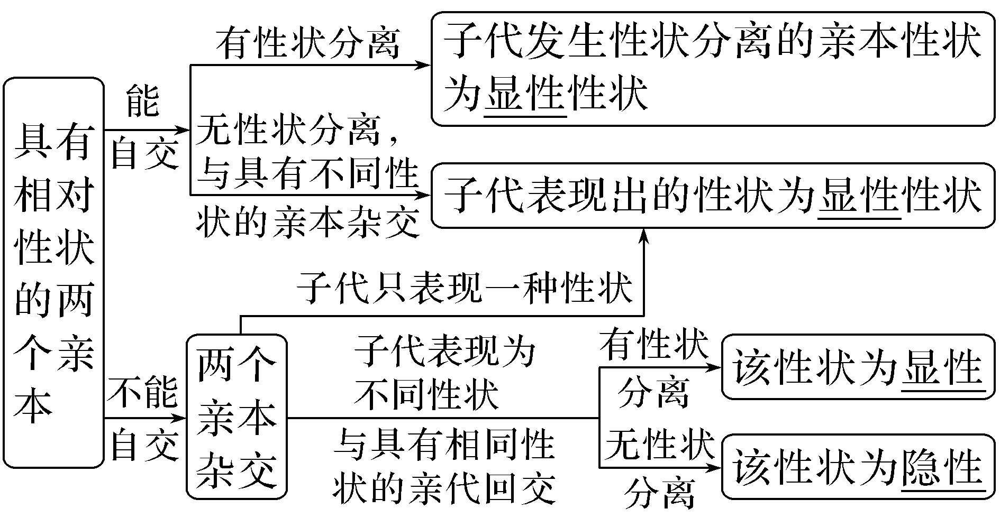 具有
相对
性状
的两
个亲
本
能
自交
有性状分离
子代发生性状分离的亲本性状
为显性性状
无性状分离，
与具有不同性
状的亲本杂交
子代表现出的性状为显性性状
不能
自交
两个
亲本
杂交
子代只表现一种性状
子代表现为
不同性状
与具有相同性
状的亲代回交
有性状
分离
该性状为显性
无性状
分离
该性状为隐性